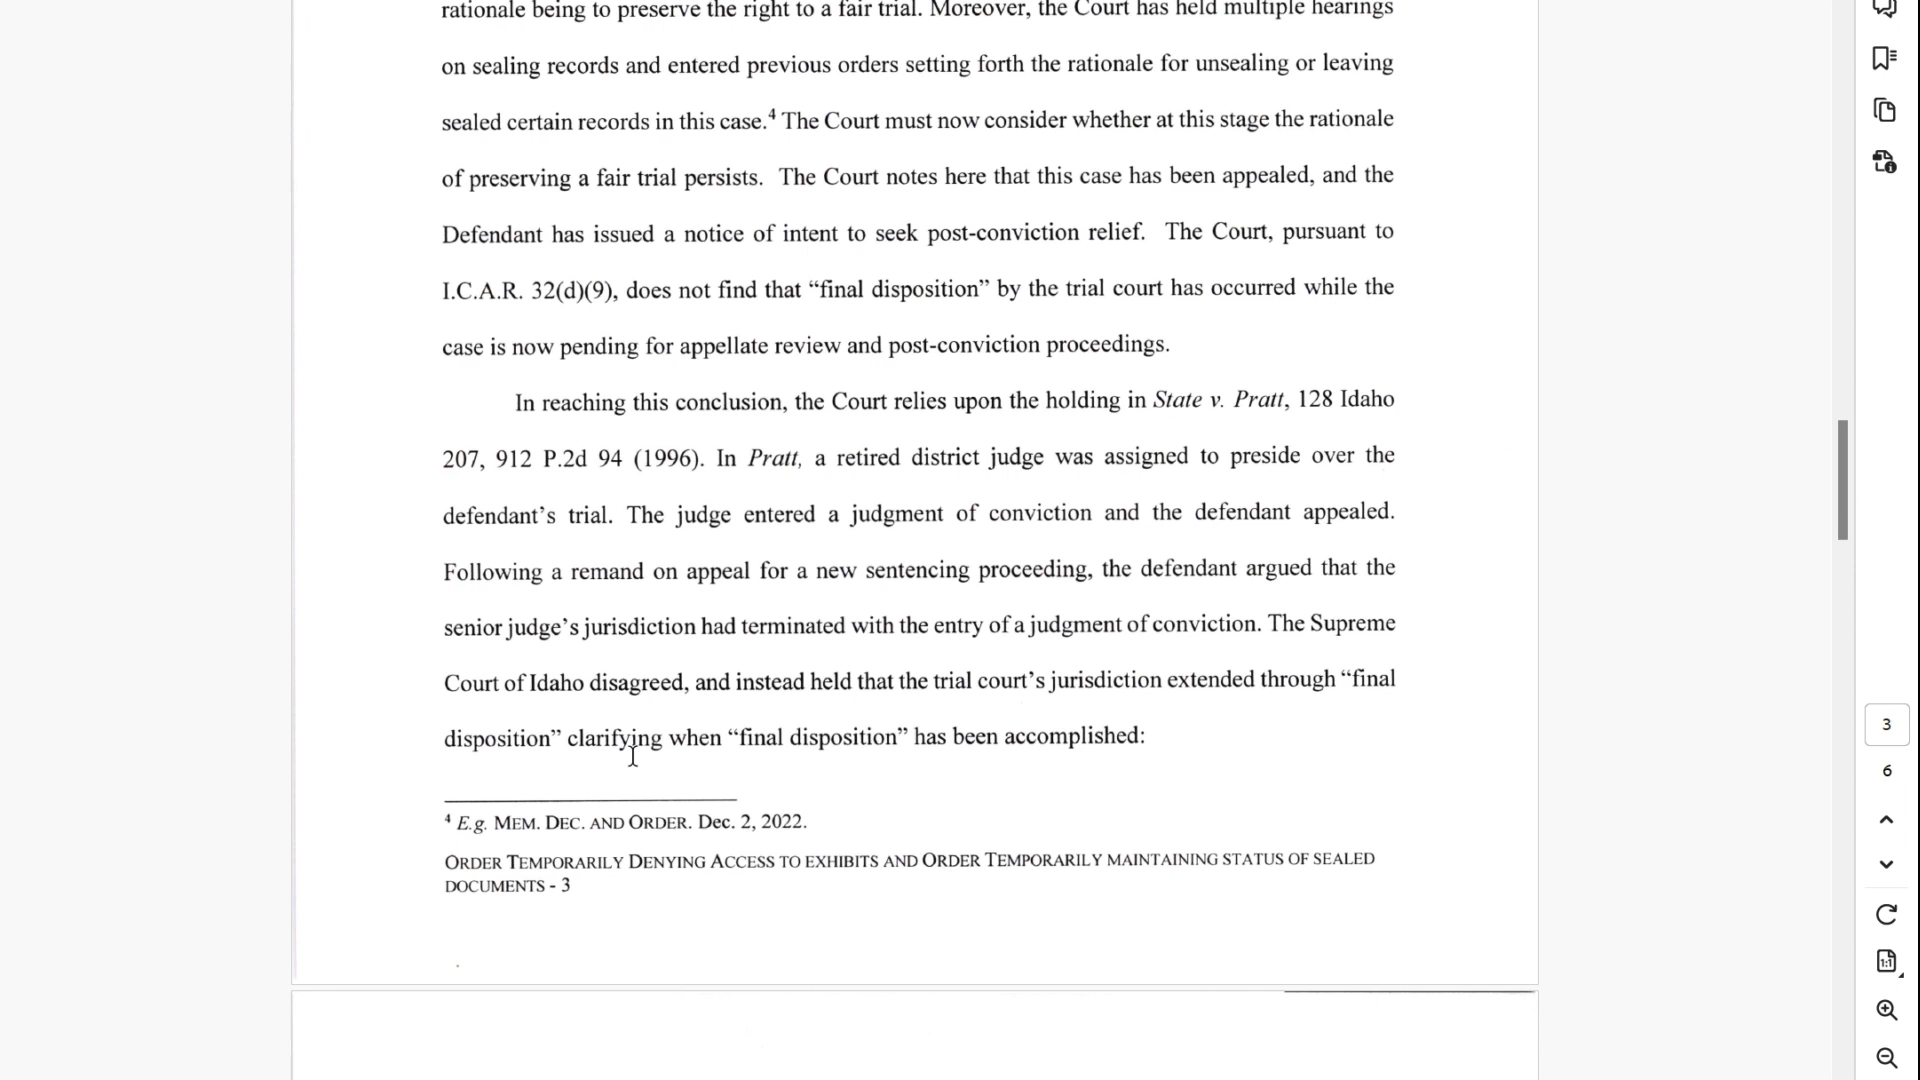 rationale being to preserve the right to a fair trial. Moreover, the Court has held multiple hearings
on sealing records and entered previous orders setting forth the rationale for unsealing or leaving
sealed certain records in this case.⁴ The Court must now consider whether at this stage the rationale
of preserving a fair trial persists. The Court notes here that this case has been appealed, and the
Defendant has issued a notice of intent to seek post-conviction relief. The Court, pursuant to
I.C.A.R. 32(d)(9), does not find that “final disposition” by the trial court has occurred while the
case is now pending for appellate review and post-conviction proceedings.
In reaching this conclusion, the Court relies upon the holding in State v. Pratt, 128 Idaho
207, 912 P.2d 94 (1996). In Pratt, a retired district judge was assigned to preside over the
defendant’s trial. The judge entered a judgment of conviction and the defendant appealed.
Following a remand on appeal for a new sentencing proceeding, the defendant argued that the
senior judge’s jurisdiction had terminated with the entry of a judgment of conviction. The Supreme
Court of Idaho disagreed, and instead held that the trial court’s jurisdiction extended through “final
disposition” clarifying when “final disposition” has been accomplished:
⁴ E.g. MEM. DEC. AND ORDER. Dec. 2, 2022.
ORDER TEMPORARILY DENYING ACCESS TO EXHIBITS AND ORDER TEMPORARILY MAINTAINING STATUS OF SEALED
DOCUMENTS - 3
3
6
1:1